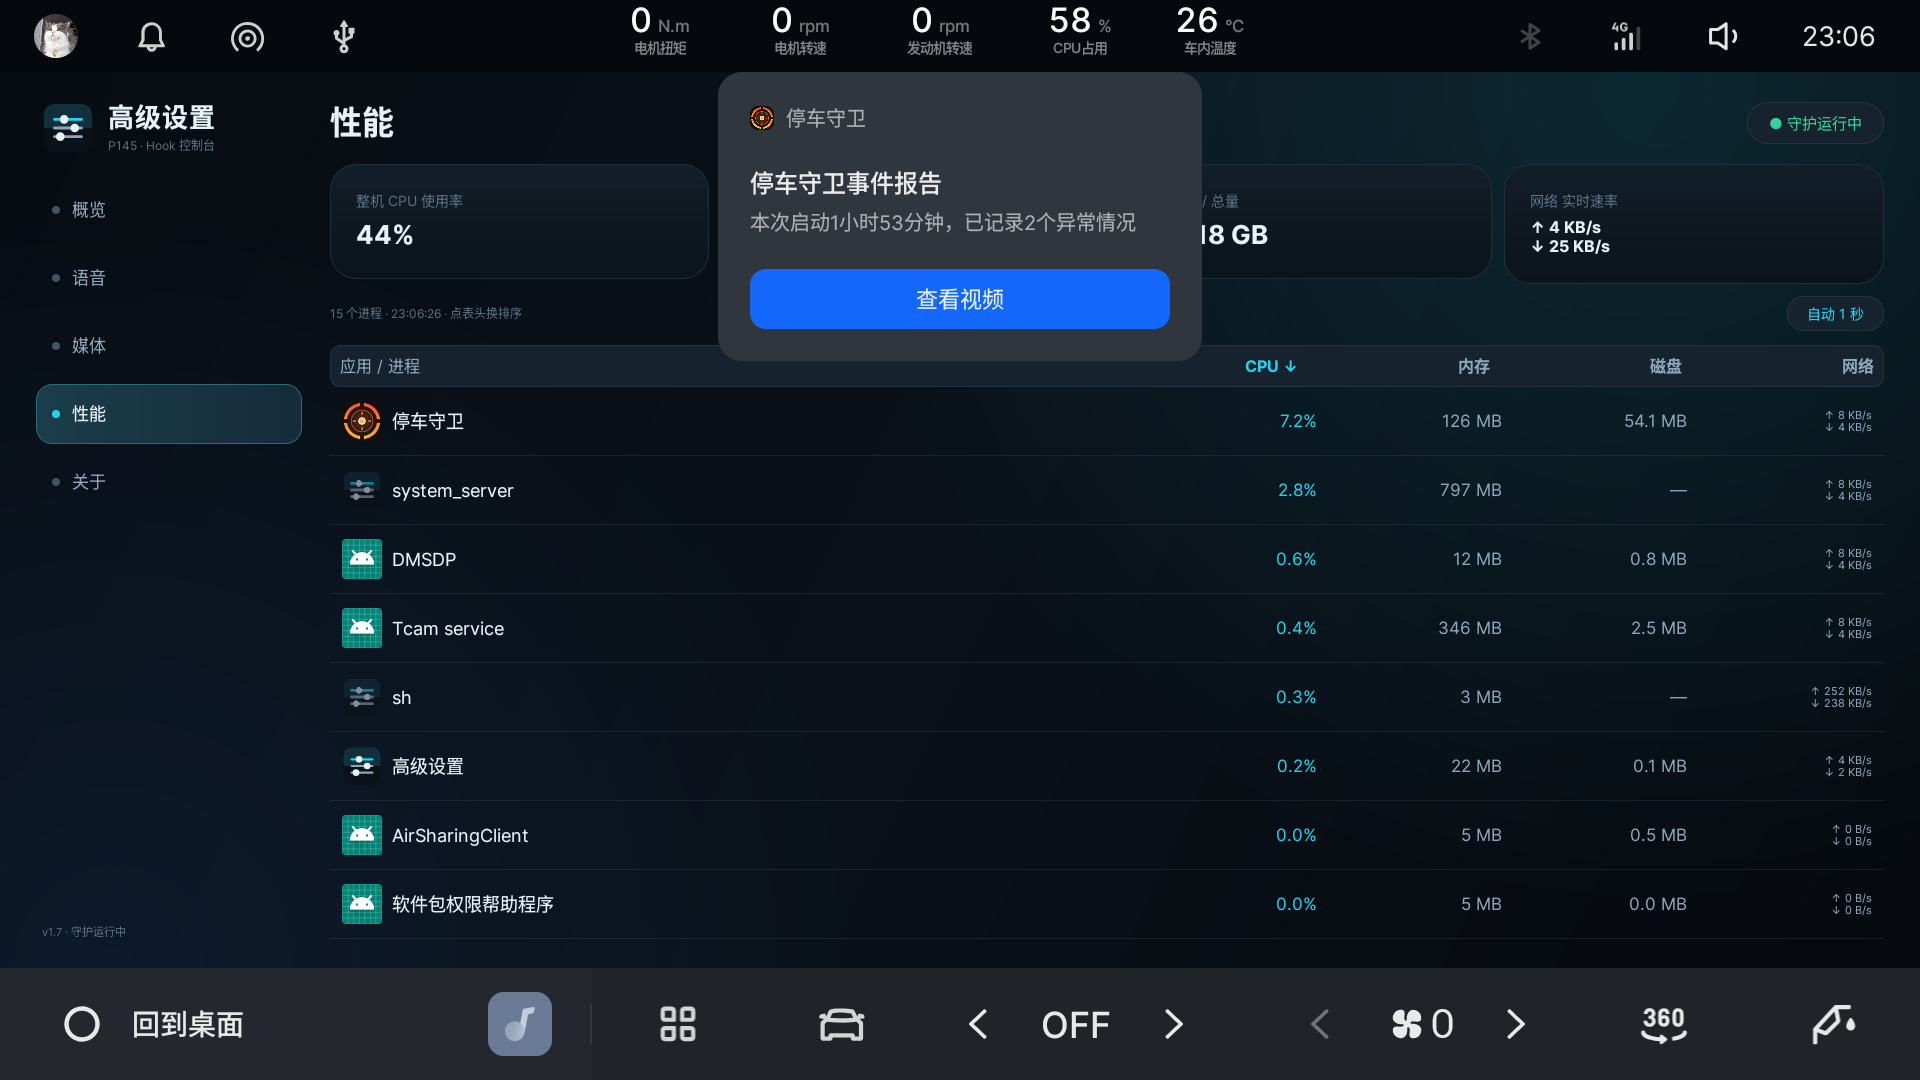 0 N.m
电机扭矩
0 rpm
电机转速
0 rpm
发动机转速
58 %
CPU占用
26 °C
车内温度
4G
23:06
高级设置
P145 · Hook 控制台
概览
语音
媒体
性能
关于
v1.7 · 守护运行中
性能
守护运行中
整机 CPU 使用率
44%
/ 总量
18 GB
网络 实时速率
↑ 4 KB/s
↓ 25 KB/s
停车守卫
停车守卫事件报告
本次启动1小时53分钟，已记录2个异常情况
查看视频
15 个进程 · 23:06:26 · 点表头换排序
自动 1 秒
应用 / 进程 CPU ↓ 内存 磁盘 网络
停车守卫 7.2% 126 MB 54.1 MB ↑ 8 KB/s
↓ 4 KB/s
system_server 2.8% 797 MB — ↑ 8 KB/s
↓ 4 KB/s
DMSDP 0.6% 12 MB 0.8 MB ↑ 8 KB/s
↓ 4 KB/s
Tcam service 0.4% 346 MB 2.5 MB ↑ 8 KB/s
↓ 4 KB/s
sh 0.3% 3 MB — ↑ 252 KB/s
↓ 238 KB/s
高级设置 0.2% 22 MB 0.1 MB ↑ 4 KB/s
↓ 2 KB/s
AirSharingClient 0.0% 5 MB 0.5 MB ↑ 0 B/s
↓ 0 B/s
软件包权限帮助程序 0.0% 5 MB 0.0 MB ↑ 0 B/s
↓ 0 B/s
回到桌面
OFF
0
360